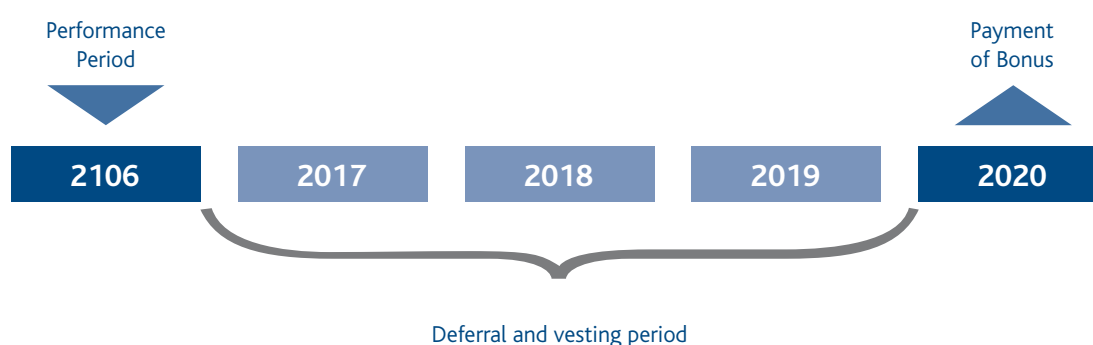 Performance
Period
Payment
of Bonus
2106
2017
2018
2019
2020
Deferral and vesting period